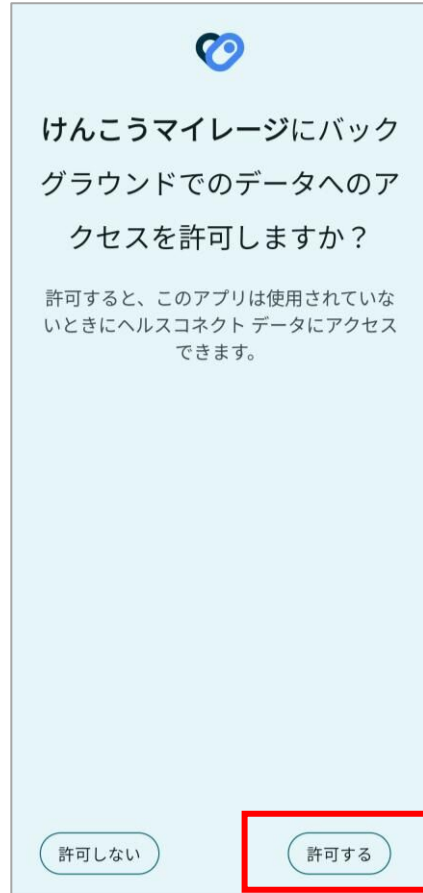 けんこうマイレージにバック
グラウンドでのデータへのア
クセスを許可しますか？
許可すると、このアプリは使用されていな
いときにヘルスコネクト データにアクセス
できます。
許可しない
許可する